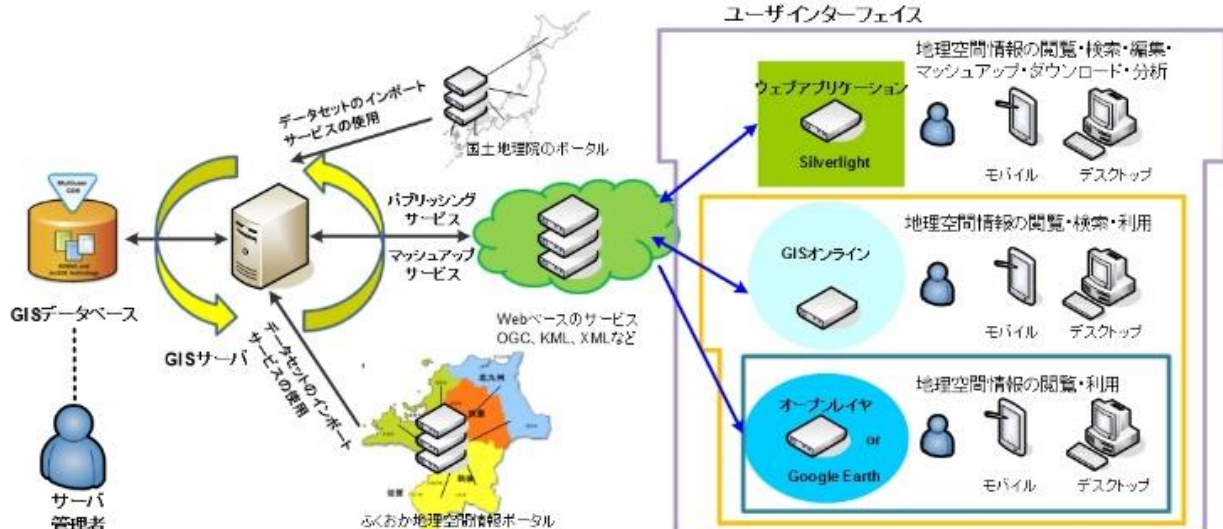 ユーザインターフェイス
地理空間情報の閲覧・検索・編集・
マッシュアップ・ダウンロード・分析
ウェブアプリケーション
Silverlight
モバイル
デスクトップ
データセットのインポート
サービスの使用
国土地理院のポータル
パブリッシング
サービス
マッシュアップ
サービス
地理空間情報の閲覧・検索・利用
GISオンライン
モバイル
デスクトップ
Multiuser
GDB
GISデータベース
GISサーバ
Webベースのサービス
OGC、KML、XMLなど
データセットのインポート
サービスの使用
北九州
筑豊
筑後
地理空間情報の閲覧・利用
オープンレイヤ
or
Google Earth
モバイル
デスクトップ
サーバ
管理者
ふくおか地理空間情報ポータル